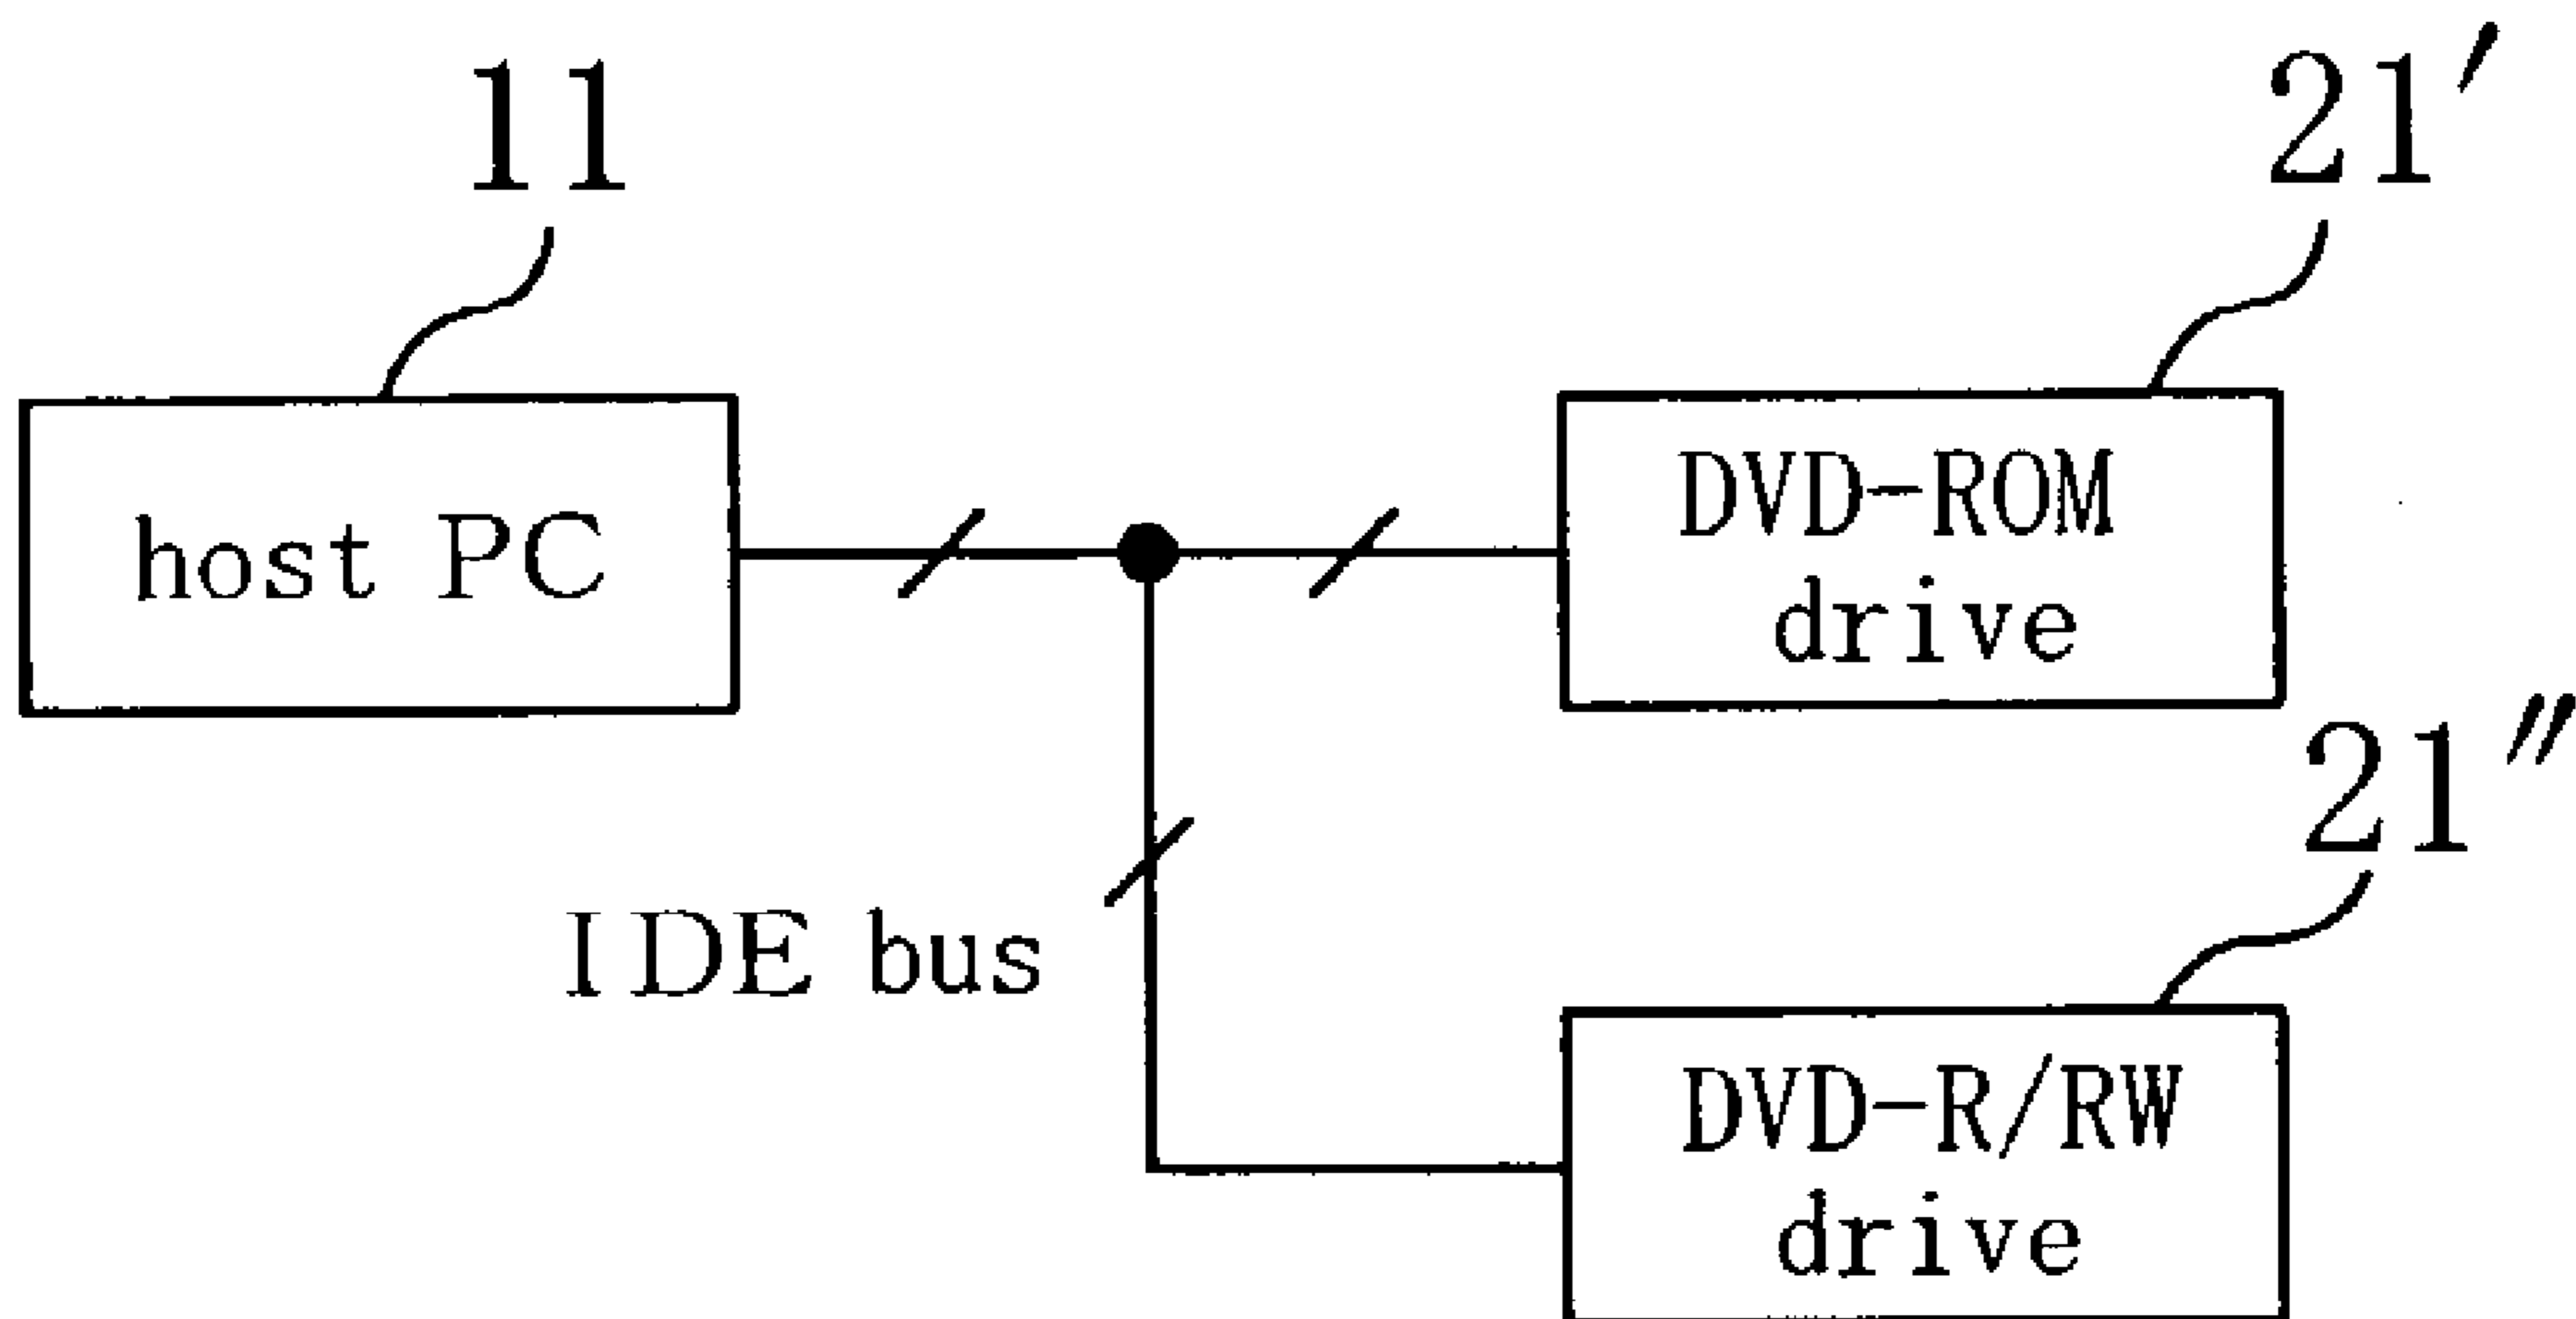 11
21′
host PC
DVD-ROM
drive
21″
IDE bus
DVD-R/RW
drive